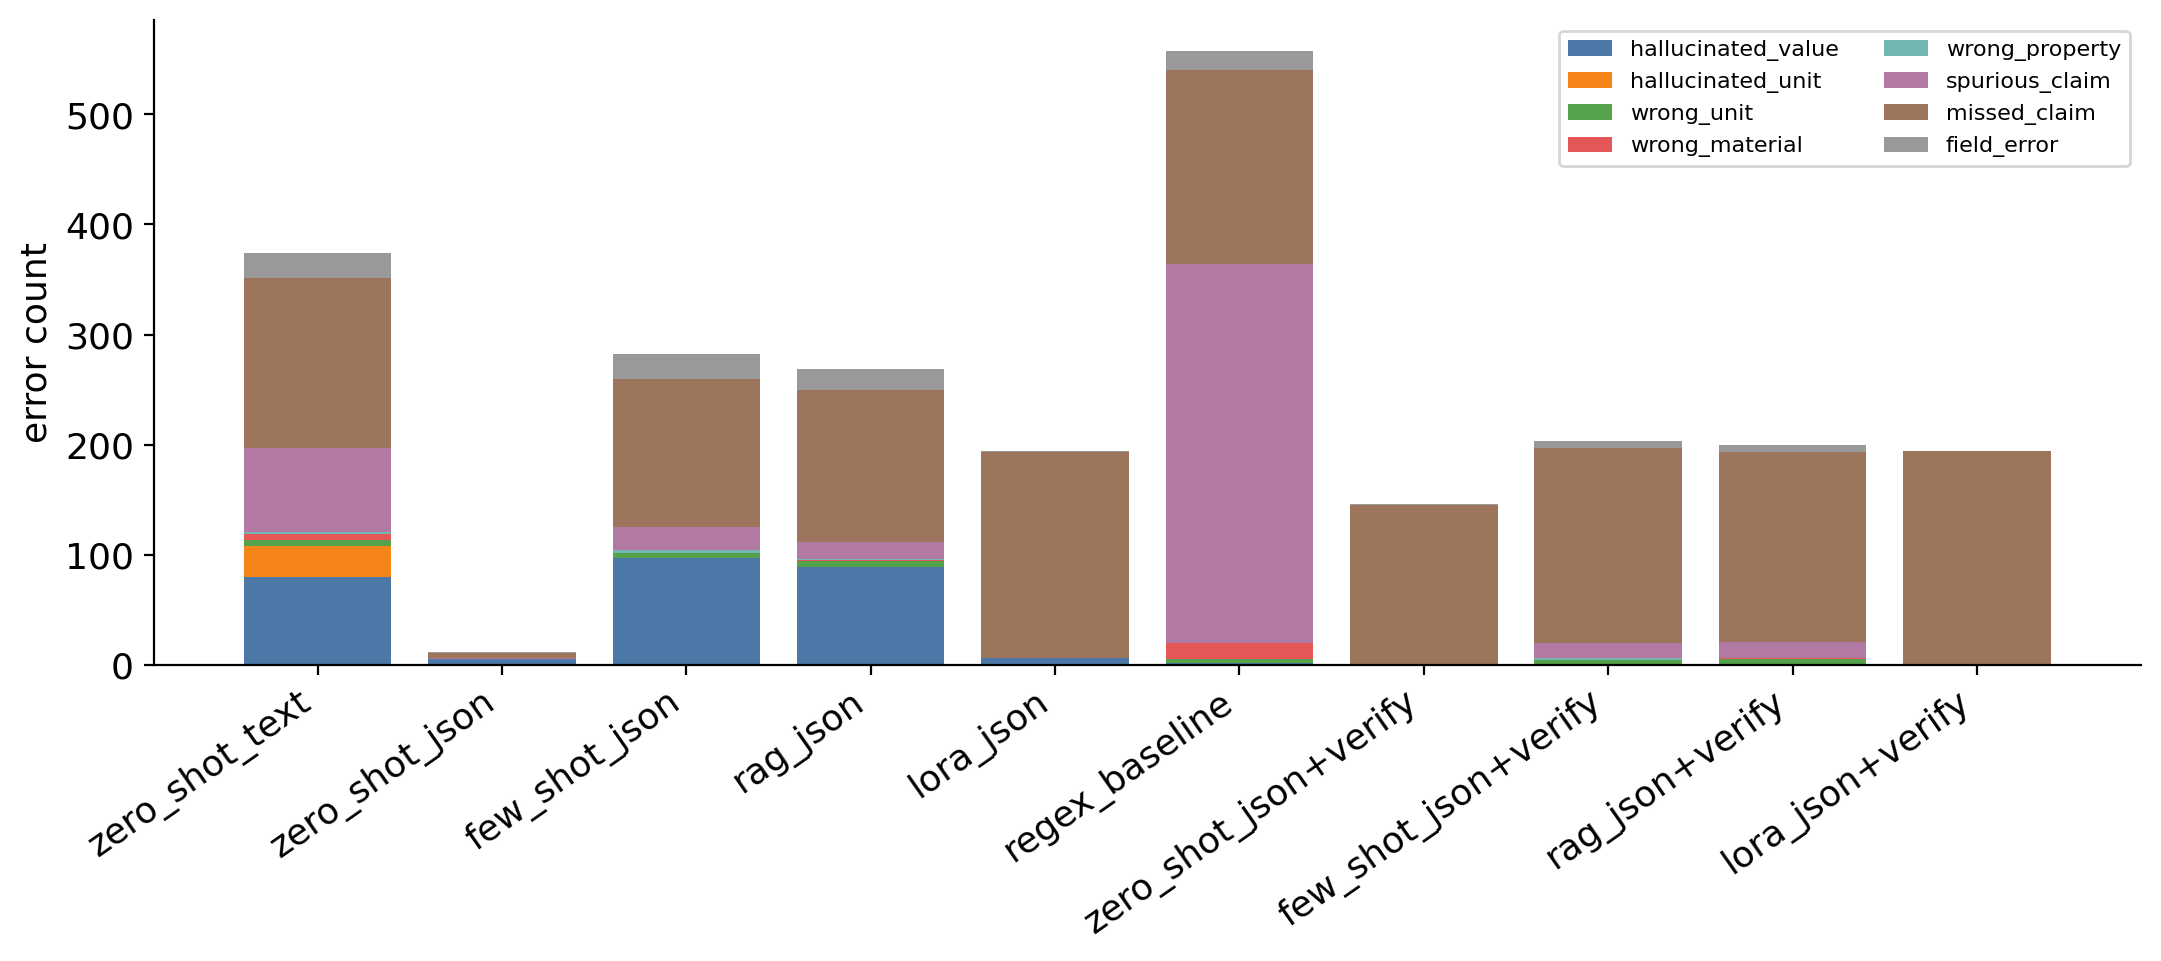 error count
500
400
300
200
100
0
hallucinated_value
hallucinated_unit
wrong_unit
wrong_material
wrong_property
spurious_claim
missed_claim
field_error
zero_shot_text
zero_shot_json
few_shot_json
rag_json
lora_json
regex_baseline
zero_shot_json+verify
few_shot_json+verify
rag_json+verify
lora_json+verify